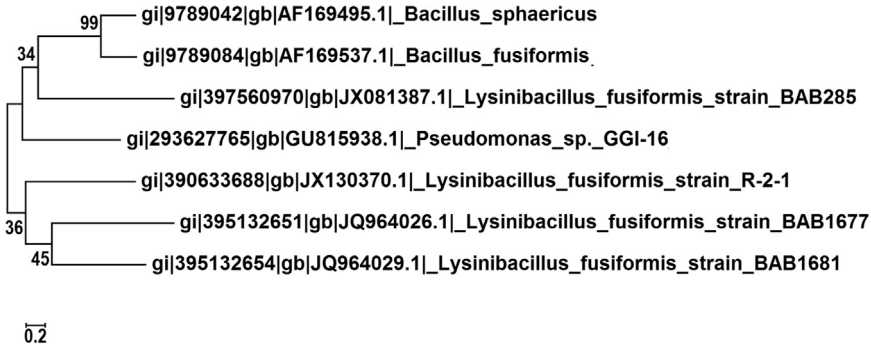 99
gi|9789042|gb|AF169495.1|_Bacillus_sphaericus
34
gi|9789084|gb|AF169537.1|_Bacillus_fusiformis
gi|397560970|gb|JX081387.1|_Lysinibacillus_fusiformis_strain_BAB285
gi|293627765|gb|GU815938.1|_Pseudomonas_sp._GGI-16
gi|390633688|gb|JX130370.1|_Lysinibacillus_fusiformis_strain_R-2-1
36
gi|395132651|gb|JQ964026.1|_Lysinibacillus_fusiformis_strain_BAB1677
45
gi|395132654|gb|JQ964029.1|_Lysinibacillus_fusiformis_strain_BAB1681
0.2